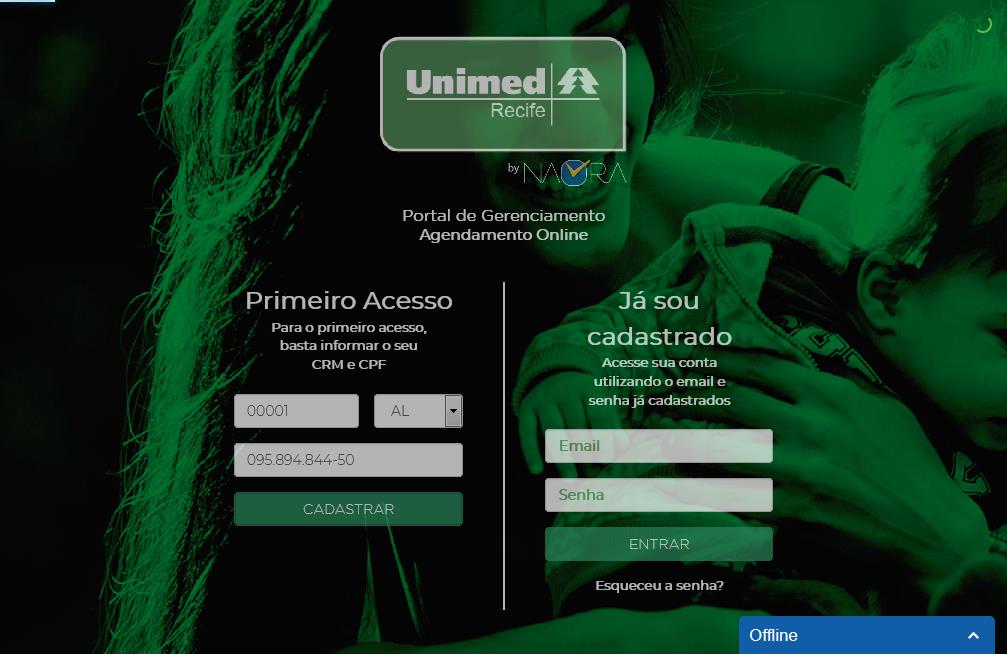 Unimed
Recife
by NAVORA
Portal de Gerenciamento
Agendamento Online
Primeiro Acesso
Para o primeiro acesso,
basta informar o seu
CRM e CPF
00001
AL
095.894.844-50
CADASTRAR
Já sou
cadastrado
Acesse sua conta
utilizando o email e
senha já cadastrados
Email
Senha
ENTRAR
Esqueceu a senha?
Offline